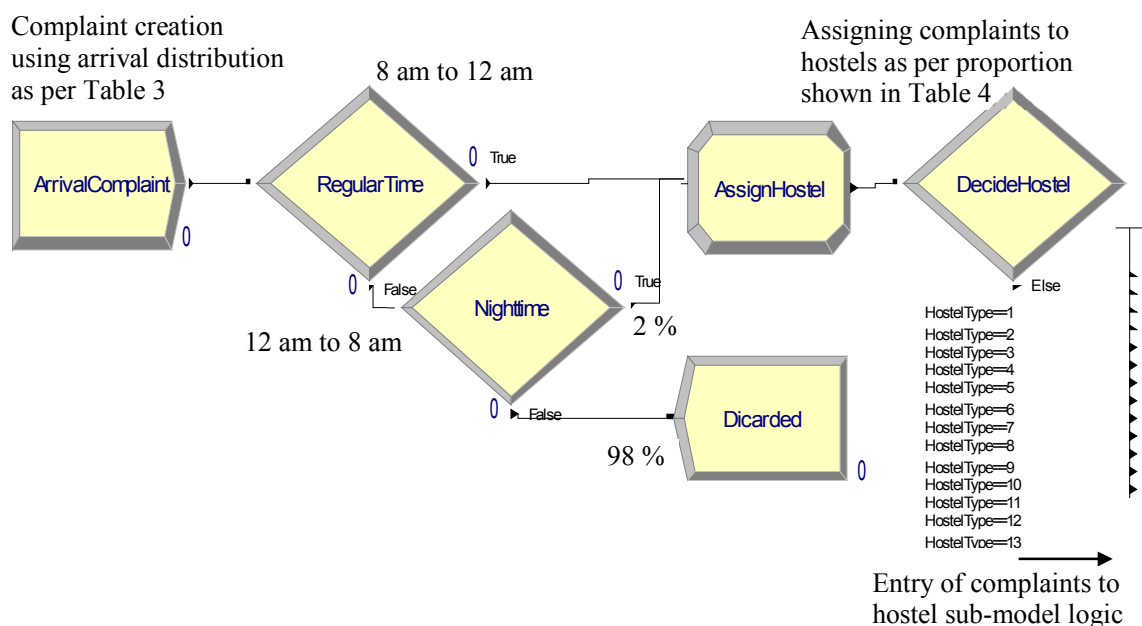 Complaint creation
using arrival distribution
as per Table 3
8 am to 12 am
Assigning complaints to
hostels as per proportion
shown in Table 4
ArrivalComplaint
0
RegularTime
0 True
0 False
12 am to 8 am
Nighttime
0 True
2 %
0 False
98 %
Dicarded
0
AssignHostel
DecideHostel
Else
HostelType==1
HostelType==2
HostelType==3
HostelType==4
HostelType==5
HostelType==6
HostelType==7
HostelType==8
HostelType==9
HostelType==10
HostelType==11
HostelType==12
HostelType==13
Entry of complaints to
hostel sub-model logic